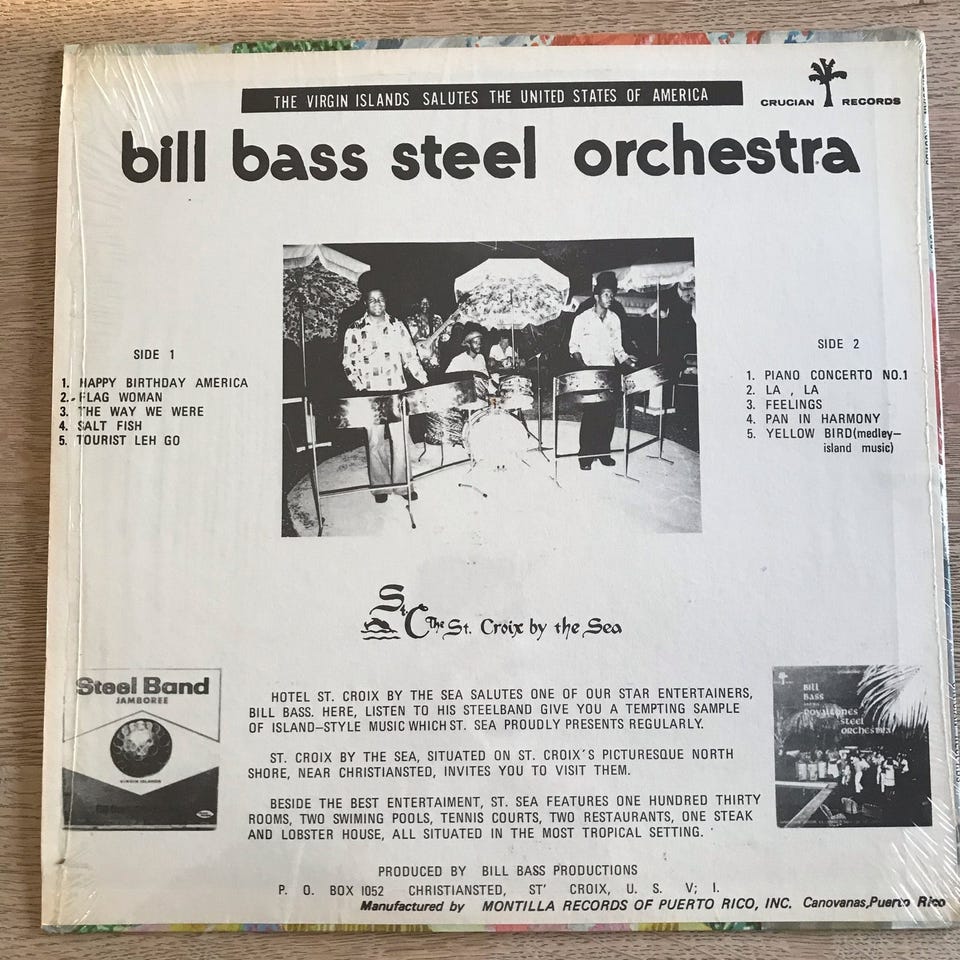 THE VIRGIN ISLANDS SALUTES THE UNITED STATES OF AMERICA
CRUCIAN RECORDS
bill bass steel orchestra
SIDE 1
1. HAPPY BIRTHDAY AMERICA
2. FLAG WOMAN
3. THE WAY WE WERE
4. SALT FISH
5. TOURIST LEH GO
SIDE 2
1. PIANO CONCERTO NO.1
2. LA , LA
3. FEELINGS
4. PAN IN HARMONY
5. YELLOW BIRD(medley—
island music)
St. C The St. Croix by the Sea
Steel Band
JAMBOREE
VIRGIN ISLANDS
BILL
BASS
royaltones
steel
orchestra
HOTEL ST. CROIX BY THE SEA SALUTES ONE OF OUR STAR ENTERTAINERS,
BILL BASS. HERE, LISTEN TO HIS STEELBAND GIVE YOU A TEMPTING SAMPLE
OF ISLAND—STYLE MUSIC WHICH ST. SEA PROUDLY PRESENTS REGULARLY.
ST. CROIX BY THE SEA, SITUATED ON ST. CROIX'S PICTURESQUE NORTH
SHORE, NEAR CHRISTIANSTED, INVITES YOU TO VISIT THEM.
BESIDE THE BEST ENTERTAIMENT, ST. SEA FEATURES ONE HUNDRED THIRTY
ROOMS, TWO SWIMING POOLS, TENNIS COURTS, TWO RESTAURANTS, ONE STEAK
AND LOBSTER HOUSE, ALL SITUATED IN THE MOST TROPICAL SETTING.
PRODUCED BY BILL BASS PRODUCTIONS
P. O. BOX 1052 CHRISTIANSTED, ST' CROIX, U. S. V; I.
Manufactured by MONTILLA RECORDS OF PUERTO RICO, INC. Canovanas,Puerto Rico